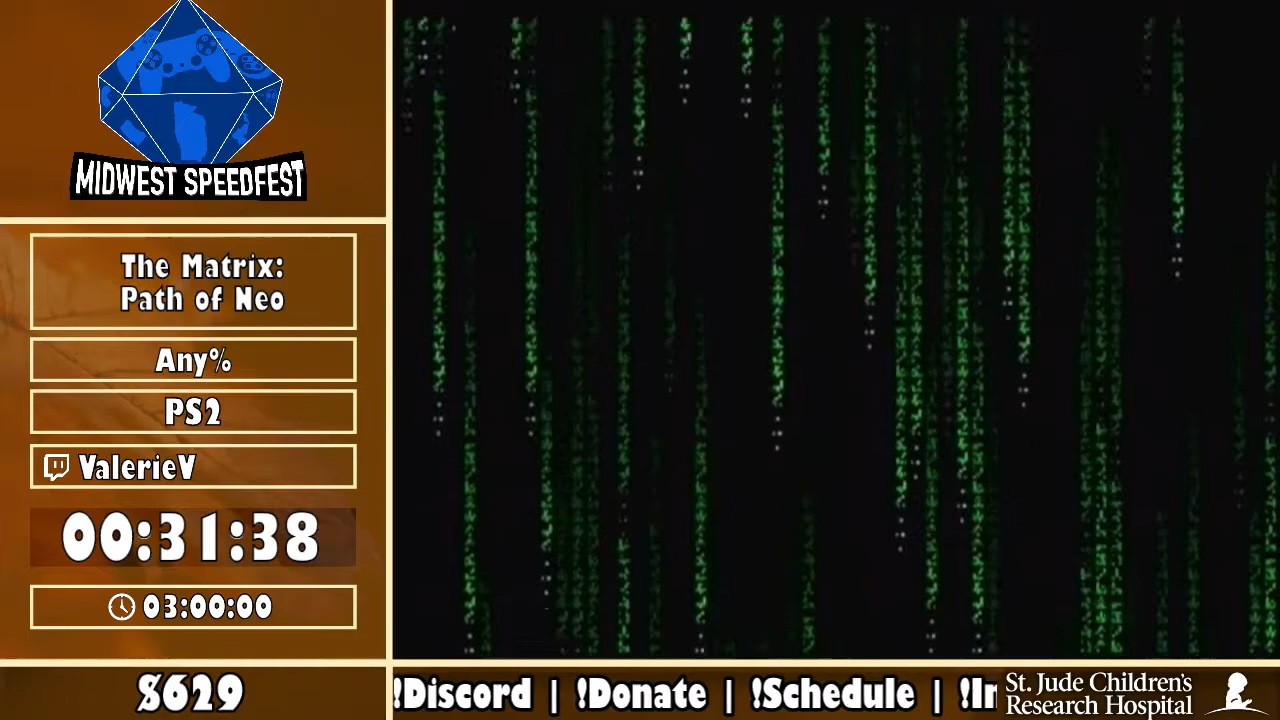 MIDWEST SPEEDFEST
The Matrix:
Path of Neo
Any%
PS2
ValerieV
00:31:38
03:00:00
$629
!Discord | !Donate | !Schedule | !In
St. Jude Children's
Research Hospital